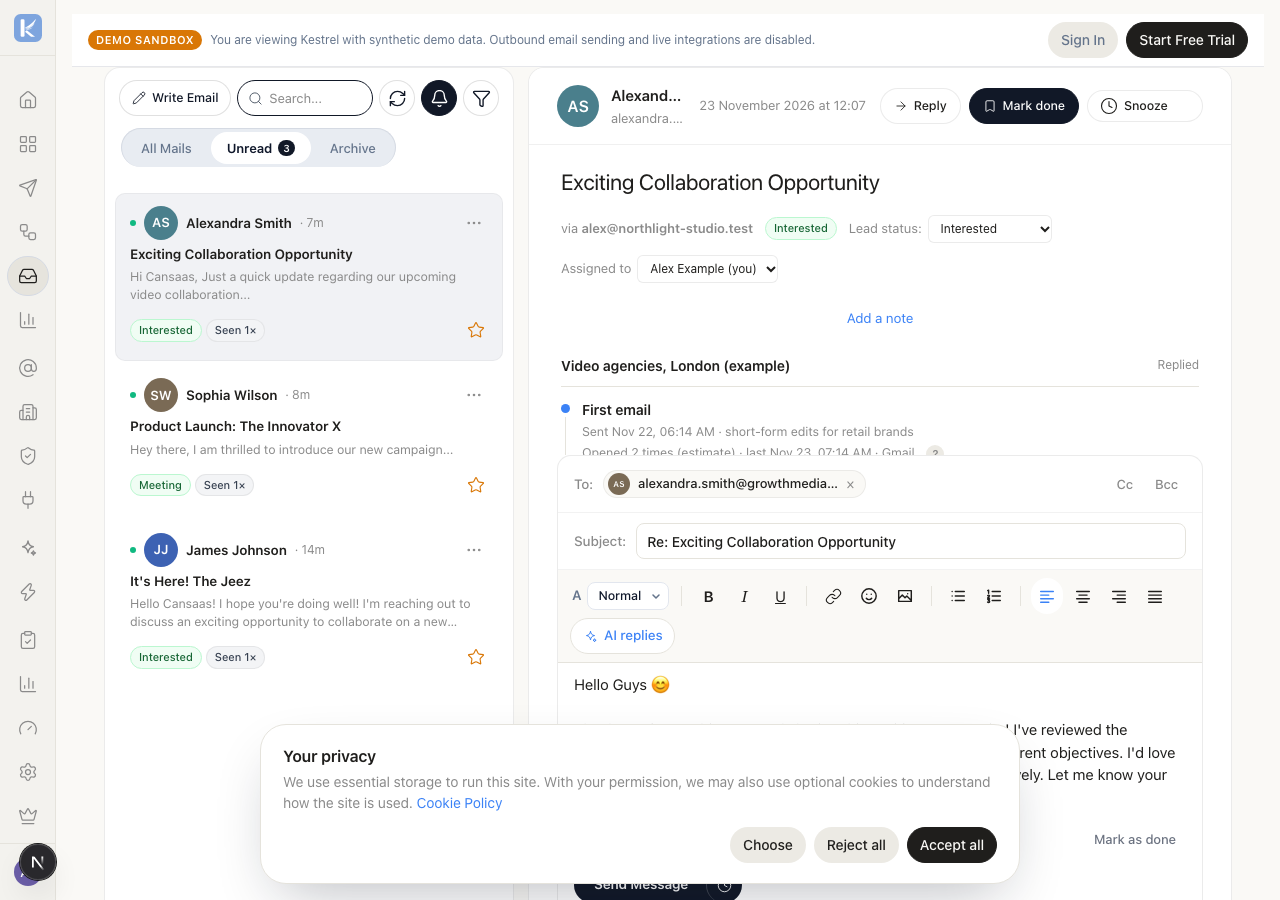 DEMO SANDBOX You are viewing Kestrel with synthetic demo data. Outbound email sending and live integrations are disabled.
Sign In
Start Free Trial
Write Email
Search...
All Mails
Unread 3
Archive
AS Alexandra Smith · 7m
Exciting Collaboration Opportunity
Hi Cansaas, Just a quick update regarding our upcoming
video collaboration...
Interested
Seen 1×
SW Sophia Wilson · 8m
Product Launch: The Innovator X
Hey there, I am thrilled to introduce our new campaign...
Meeting
Seen 1×
JJ James Johnson · 14m
It's Here! The Jeez
Hello Cansaas! I hope you're doing well! I'm reaching out to
discuss an exciting opportunity to collaborate on a new...
Interested
Seen 1×
AS Alexand...
alexandra....
23 November 2026 at 12:07
Reply
Mark done
Snooze
Exciting Collaboration Opportunity
via alex@northlight-studio.test
Interested
Lead status: Interested
Assigned to Alex Example (you)
Add a note
Video agencies, London (example)
Replied
First email
Sent Nov 22, 06:14 AM · short-form edits for retail brands
Opened 2 times (estimate) · last Nov 23, 07:14 AM · Gmail ?
To: AS alexandra.smith@growthmedia... ×
Cc
Bcc
Subject: Re: Exciting Collaboration Opportunity
A Normal
B I U
AI replies
Hello Guys 😊
I've reviewed the
objectives. I'd love
Let me know your
Mark as done
Send Message
Your privacy
We use essential storage to run this site. With your permission, we may also use optional cookies to understand
how the site is used. Cookie Policy
Choose
Reject all
Accept all
N